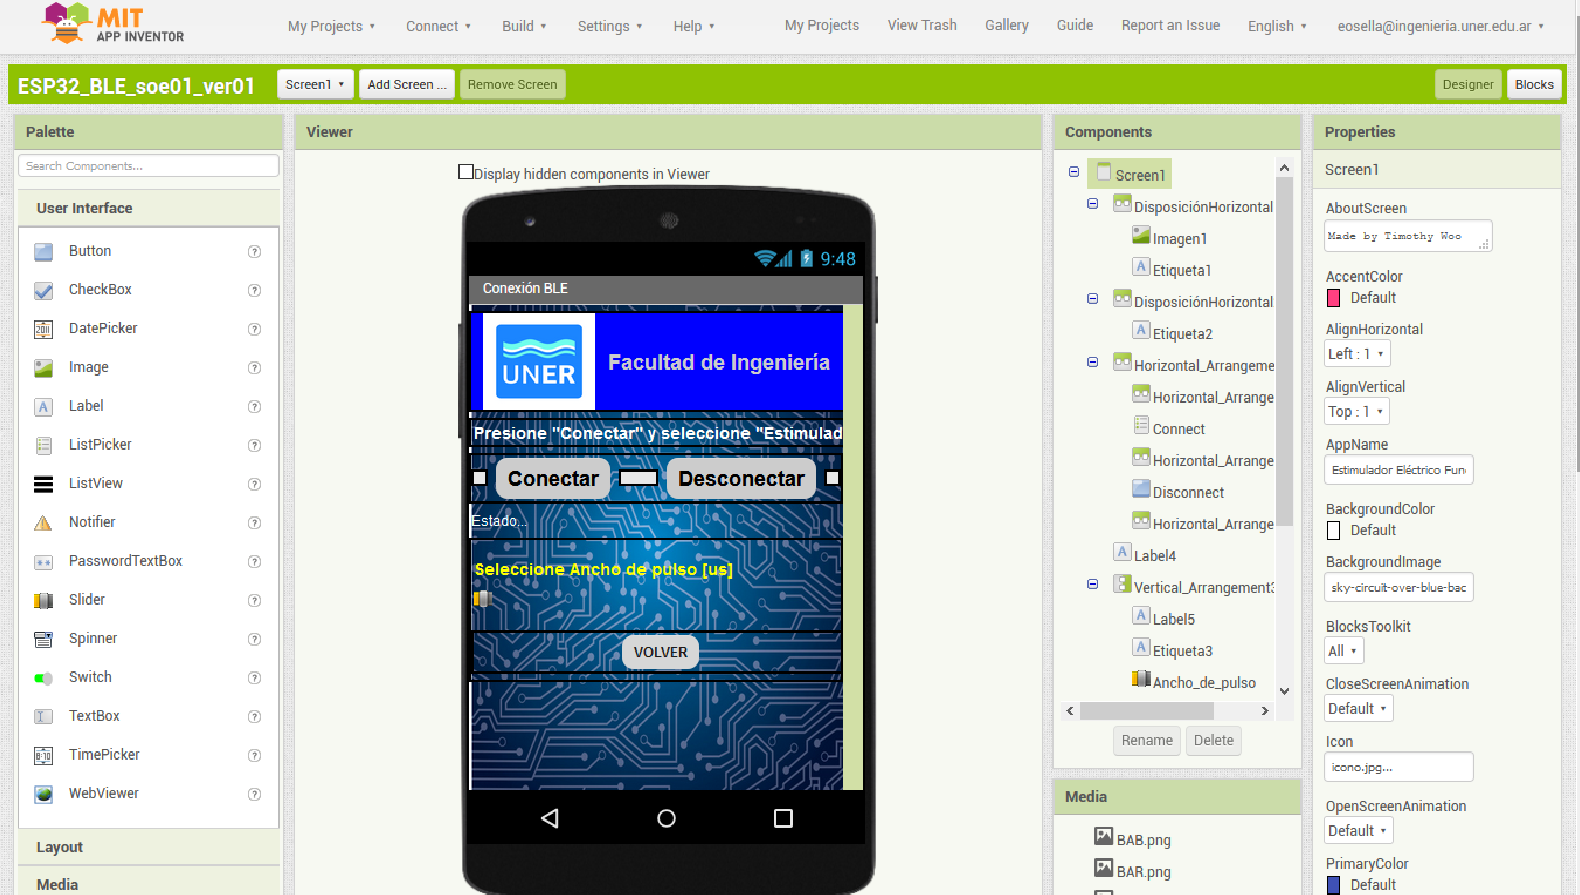 MIT
APP INVENTOR
My Projects
Connect
Build
Settings
Help
My Projects
View Trash
Gallery
Guide
Report an Issue
English
eosella@ingenieria.uner.edu.ar
ESP32_BLE_soe01_ver01
Screen1
Add Screen ...
Remove Screen
Designer
Blocks
Palette
Search Components...
User Interface
Button
CheckBox
DatePicker
Image
Label
ListPicker
ListView
Notifier
PasswordTextBox
Slider
Spinner
Switch
TextBox
TimePicker
WebViewer
Layout
Media
Viewer
Display hidden components in Viewer
9:48
Conexión BLE
UNER
Facultad de Ingeniería
Presione "Conectar" y seleccione "Estimulad
Conectar
Desconectar
Estado...
Seleccione Ancho de pulso [us]
VOLVER
Components
Screen1
DisposiciónHorizontal
Imagen1
Etiqueta1
DisposiciónHorizontal
Etiqueta2
Horizontal_Arrangeme
Horizontal_Arrange
Connect
Horizontal_Arrange
Disconnect
Horizontal_Arrange
Label4
Vertical_Arrangement3
Label5
Etiqueta3
Ancho_de_pulso
Rename
Delete
Media
BAB.png
BAR.png
Properties
Screen1
AboutScreen
Made by Timothy Woo
AccentColor
Default
AlignHorizontal
Left : 1
AlignVertical
Top : 1
AppName
Estimulador Eléctrico Fun
BackgroundColor
Default
BackgroundImage
sky-circuit-over-blue-bac
BlocksToolkit
All
CloseScreenAnimation
Default
Icon
icono.jpg...
OpenScreenAnimation
Default
PrimaryColor
Default